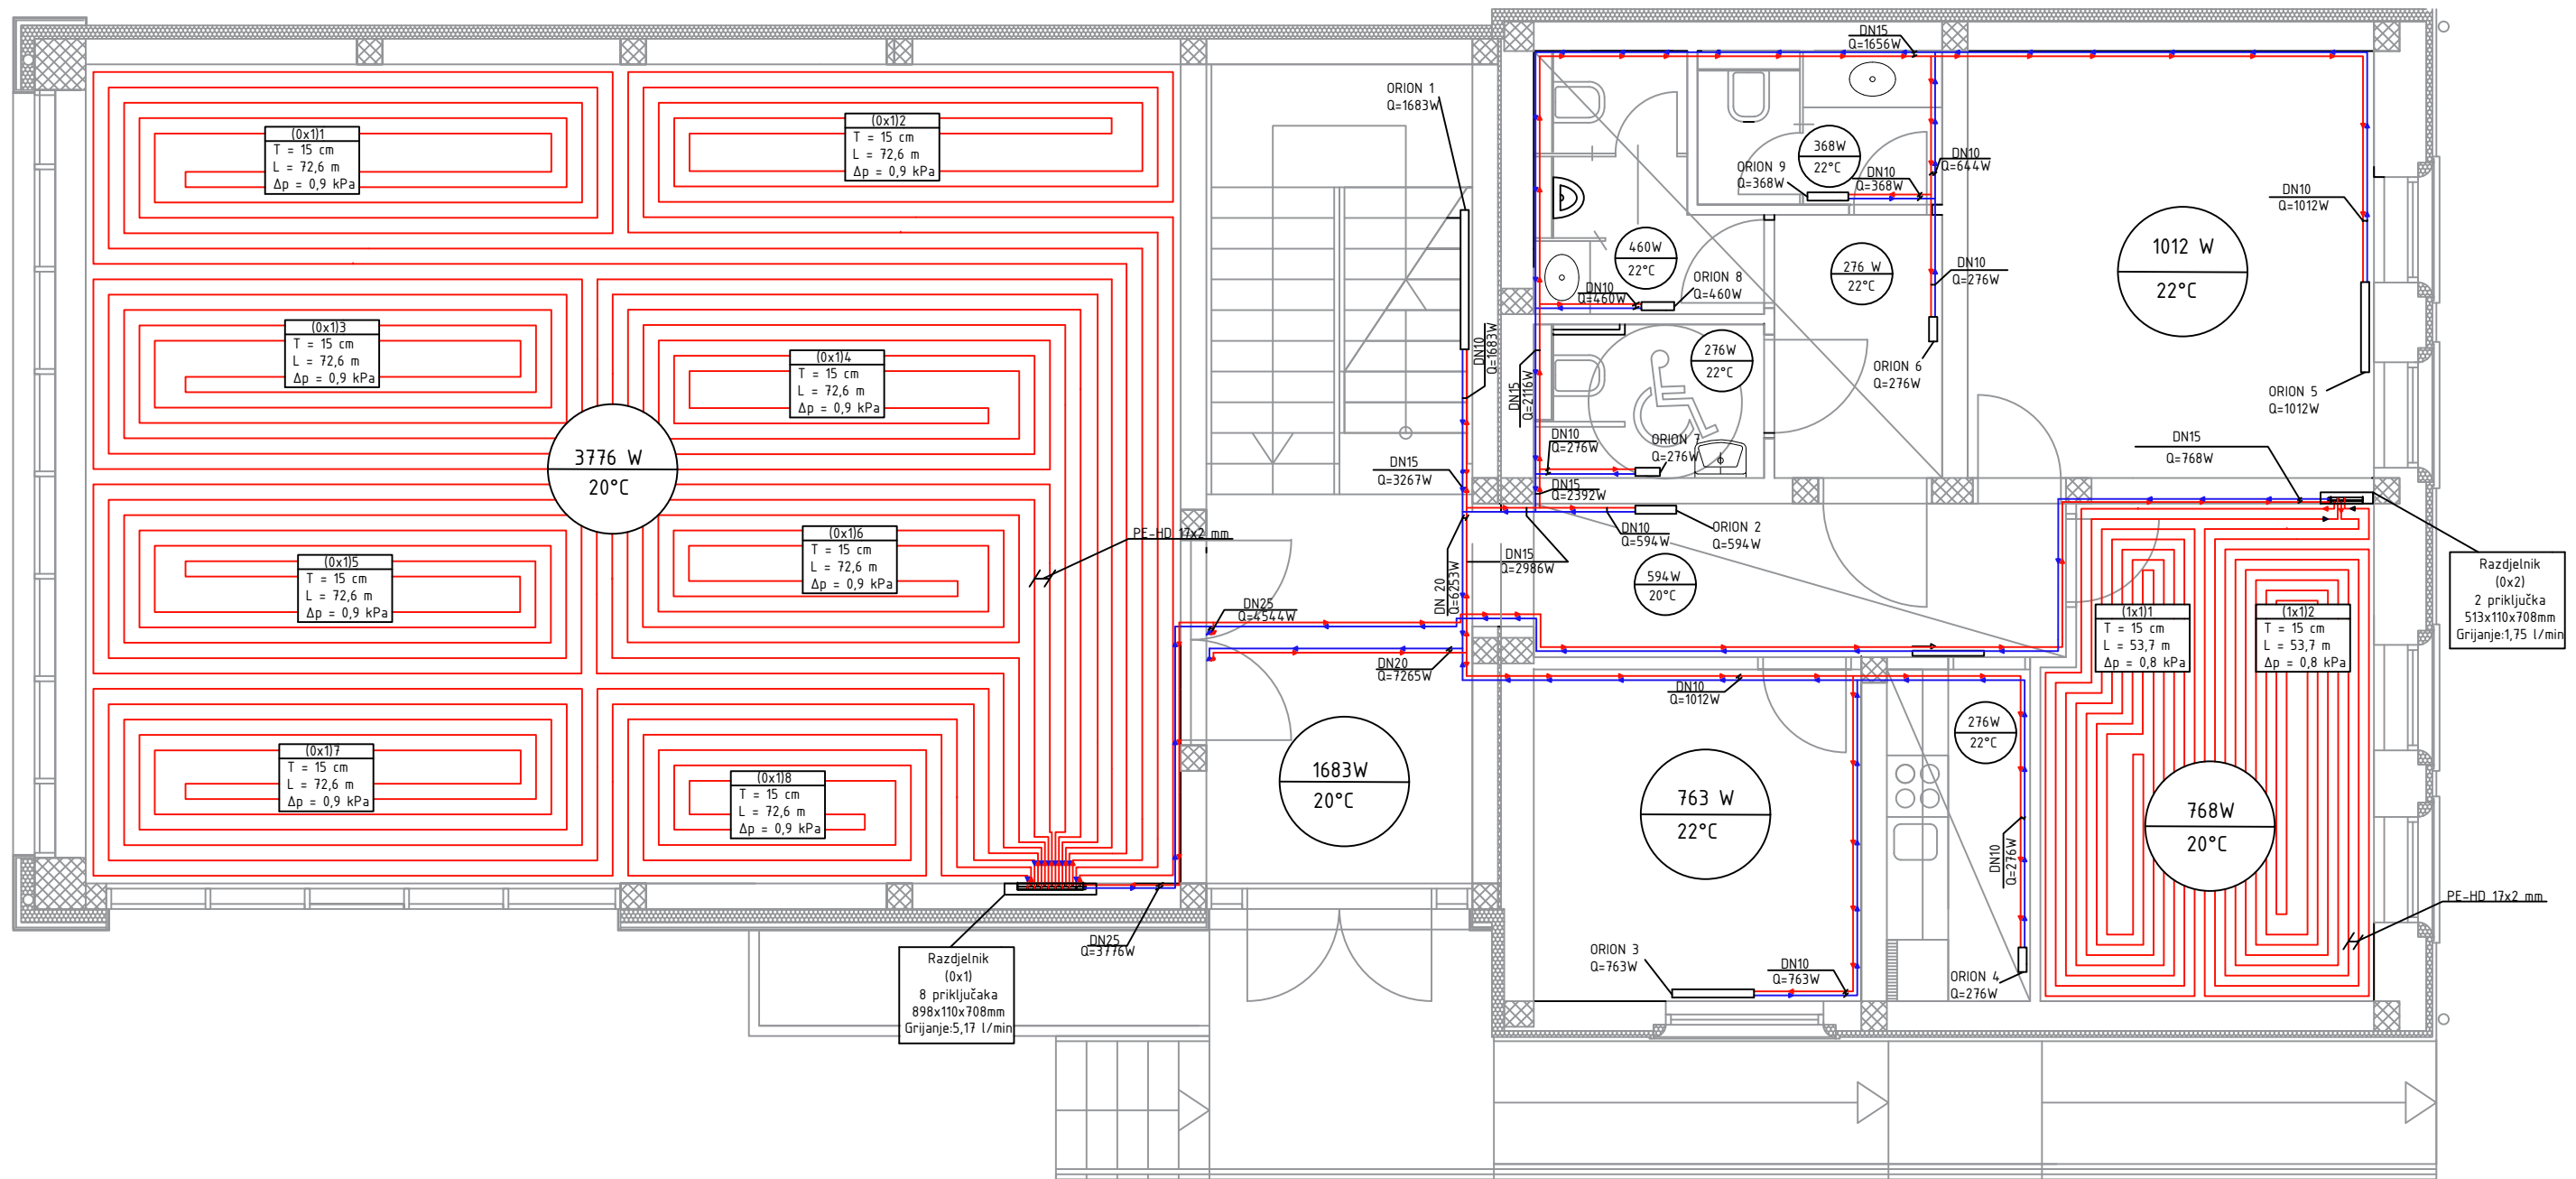 DN15
Q=1656W
ORION 1
Q=1683W
(0x1)1
T = 15 cm
L = 72,6 m
Δp = 0,9 kPa
(0x1)2
T = 15 cm
L = 72,6 m
Δp = 0,9 kPa
368W
22°C
ORION 9
Q=368W
DN10
Q=368W
DN10
Q=644W
DN10
Q=1012W
460W
22°C
276 W
22°C
1012 W
22°C
DN10
Q=276W
ORION 8
Q=460W
DN10
Q=460W
(0x1)3
T = 15 cm
L = 72,6 m
Δp = 0,9 kPa
(0x1)4
T = 15 cm
L = 72,6 m
Δp = 0,9 kPa
DN10
Q=1683W
DN15
Q=2116W
276W
22°C
ORION 6
Q=276W
ORION 5
Q=1012W
3776 W
20°C
DN10
Q=276W
ORION 7
Q=276W
DN15
Q=3267W
DN15
Q=768W
DN15
Q=2392W
(0x1)5
T = 15 cm
L = 72,6 m
Δp = 0,9 kPa
(0x1)6
T = 15 cm
L = 72,6 m
Δp = 0,9 kPa
PE-HD 17x2 mm
DN10
Q=594W
ORION 2
Q=594W
DN15
Q=2986W
DN 20
Q=6253W
594W
20°C
Razdjelnik
(0x2)
2 priključka
513x110x708mm
Grijanje:1,75 l/min
DN25
Q=4544W
(1x1)1
T = 15 cm
L = 53,7 m
Δp = 0,8 kPa
(1x1)2
T = 15 cm
L = 53,7 m
Δp = 0,8 kPa
DN20
Q=7265W
DN10
Q=1012W
276W
22°C
(0x1)7
T = 15 cm
L = 72,6 m
Δp = 0,9 kPa
(0x1)8
T = 15 cm
L = 72,6 m
Δp = 0,9 kPa
1683W
20°C
763 W
22°C
768W
20°C
DN10
Q=276W
PE-HD 17x2 mm
DN25
Q=3776W
Razdjelnik
(0x1)
8 priključaka
898x110x708mm
Grijanje:5,17 l/min
ORION 3
Q=763W
DN10
Q=763W
ORION 4
Q=276W